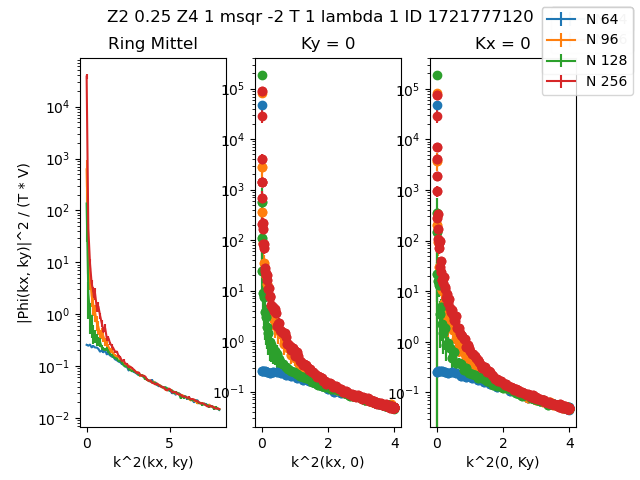 Z2 0.25 Z4 1 msqr -2 T 1 lambda 1 ID 1721777120
N 64
N 96
N 128
N 256
Ring Mittel
Ky = 0
Kx = 0
|Phi(kx, ky)|^2 / (T * V)
10^4
10^3
10^2
10^1
10^0
10^-1
10^-2
0 5
k^2(kx, ky)
10^5
10^4
10^3
10^2
10^1
10^0
10^-1
0 2 4
k^2(kx, 0)
10^5
10^4
10^3
10^2
10^1
10^0
10^-1
0 2 4
k^2(0, Ky)